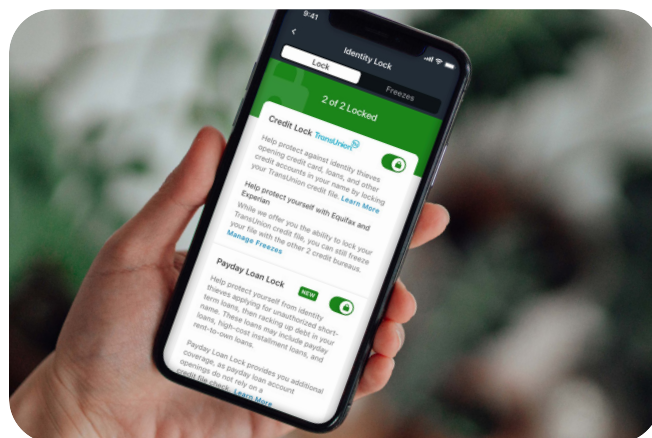 9:41
Identity Lock
Lock
Freezes
2 of 2 Locked
Credit Lock TransUnion
Help protect against identity thieves
opening credit card, loans, and other
credit accounts in your name by locking
your TransUnion credit file. Learn More
Help protect yourself with Equifax and
Experian
While we offer you the ability to lock your
TransUnion credit file, you can still freeze
your file with the other 2 credit bureaus.
Manage Freezes
Payday Loan Lock NEW
Help protect yourself from identity
thieves applying for unauthorized short-
term loans, then racking up debt in your
name. These loans may include payday
loans, high-cost installment loans, and
rent-to-own loans.
Payday Loan Lock provides you additional
coverage, as payday loan account
openings do not rely on a
credit file check. Learn More